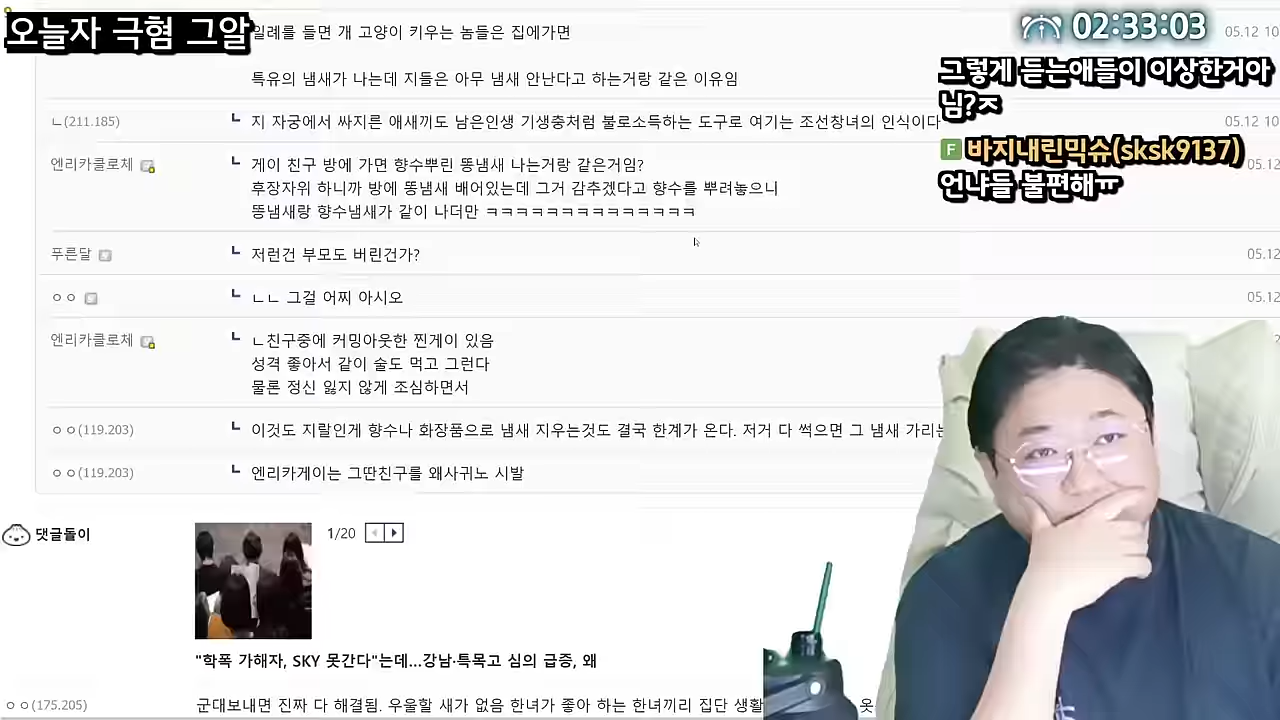 오늘자 극혐 그알
일례를 들면 개 고양이 키우는 놈들은 집에가면
02:33:03
05.12 10
특유의 냄새가 나는데 지들은 아무 냄새 안난다고 하는거랑 같은 이유임
그렇게 듣는애들이 이상한거아
님?ㅈ
ㄴ(211.185)
지 자궁에서 싸지른 애새끼도 남은인생 기생충처럼 불로소득하는 도구로 여기는 조선창녀의 인식이다
05.12 10
F 바지내린믹슈(sksk9137)
언냐들 불편해ㅠ
엔리카클로체
게이 친구 방에 가면 향수뿌린 똥냄새 나는거랑 같은거임?
05.12
후장자위 하니까 방에 똥냄새 배어있는데 그거 감추겠다고 향수를 뿌려놓으니
똥냄새랑 향수냄새가 같이 나더만 ㅋㅋㅋㅋㅋㅋㅋㅋㅋㅋㅋㅋㅋㅋ
푸른달
저런건 부모도 버린건가?
05.12
ㅇㅇ
ㄴㄴ 그걸 어찌 아시오
05.12
엔리카클로체
ㄴ친구중에 커밍아웃한 찐게이 있음
성격 좋아서 같이 술도 먹고 그런다
물론 정신 잃지 않게 조심하면서
ㅇㅇ(119.203)
이것도 지랄인게 향수나 화장품으로 냄새 지우는것도 결국 한계가 온다. 저거 다 썩으면 그 냄새 가리는
ㅇㅇ(119.203)
엔리카게이는 그딴친구를 왜사귀노 시발
댓글돌이
1/20
"학폭 가해자, SKY 못간다"는데...강남·특목고 심의 급증, 왜
ㅇㅇ(175.205)
군대보내면 진짜 다 해결됨. 우울할 새가 없음 한녀가 좋아 하는 한녀끼리 집단 생활
옷